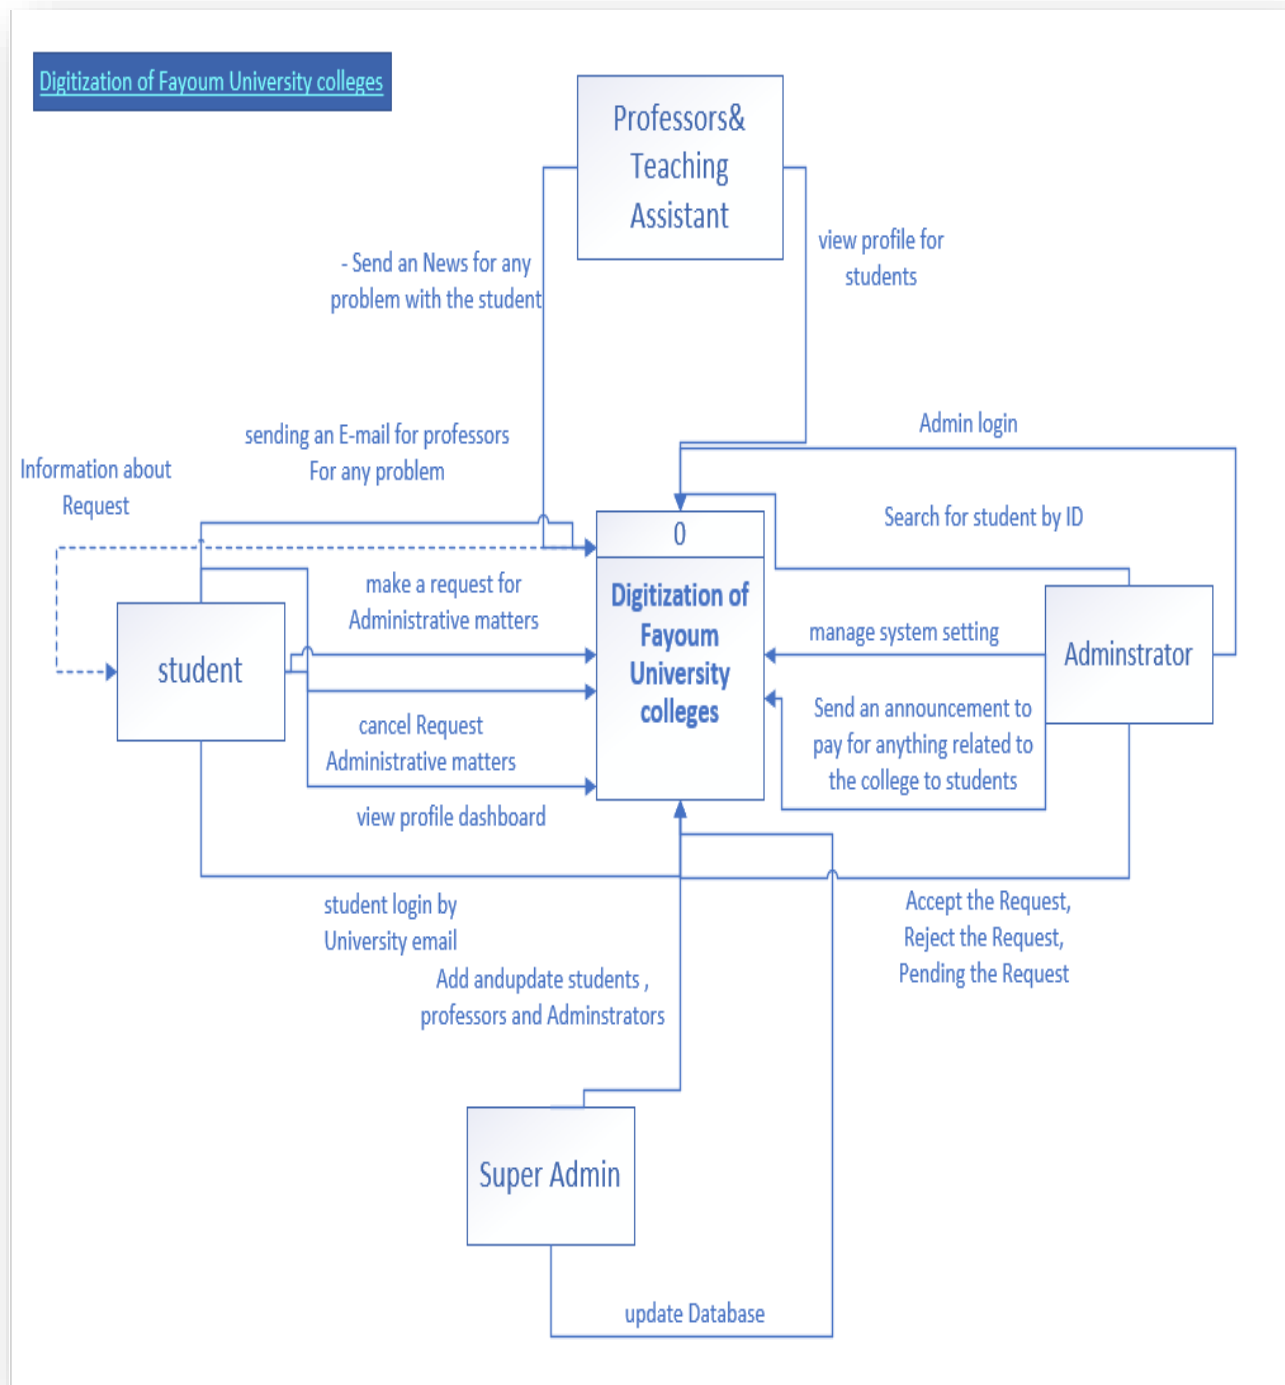 Digitization of Fayoum University colleges
Professors&
Teaching
Assistant
- Send an News for any
problem with the student
view profile for
students
sending an E-mail for professors
For any problem
Admin login
Information about
Request
Search for student by ID
0
Digitization of
Fayoum
University
colleges
make a request for
Administrative matters
student
manage system setting
Adminstrator
cancel Request
Administrative matters
Send an announcement to
pay for anything related to
the college to students
view profile dashboard
student login by
University email
Accept the Request,
Reject the Request,
Pending the Request
Add andupdate students ,
professors and Adminstrators
Super Admin
update Database